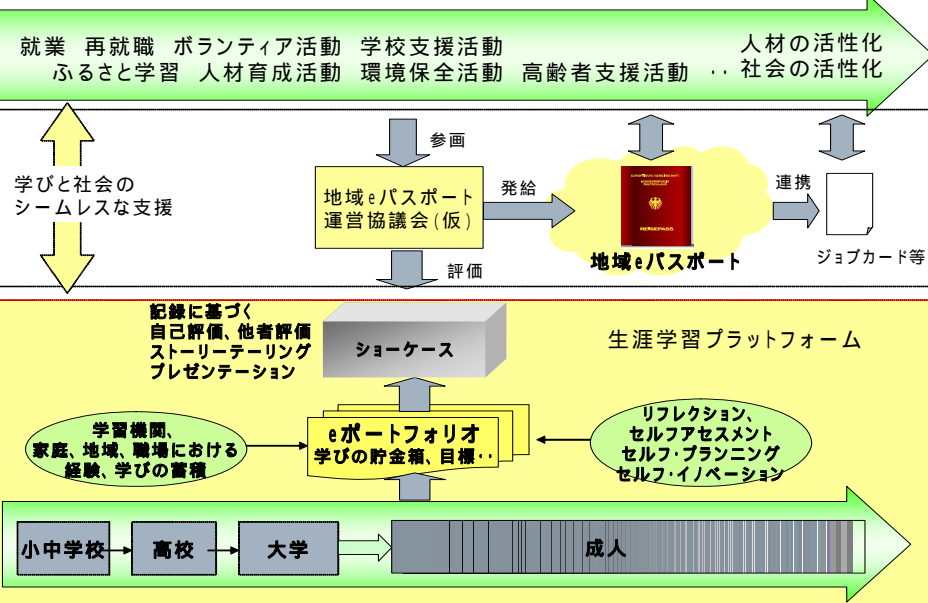 就業 再就職 ボランティア活動 学校支援活動
ふるさと学習 人材育成活動 環境保全活動 高齢者支援活動 ‥
人材の活性化
社会の活性化
学びと社会の
シームレスな支援
参画
地域eパスポート
運営協議会(仮)
発給
評価
REISEPASS
地域eパスポート
連携
ジョブカード等
記録に基づく
自己評価、他者評価
ストーリーテーリング
プレゼンテーション
ショーケース
生涯学習プラットフォーム
学習機関、
家庭、地域、職場における
経験、学びの蓄積
eポートフォリオ
学びの貯金箱、目標‥
リフレクション、
セルフアセスメント
セルフ・プランニング
セルフ・イノベーション
小中学校
高校
大学
成人